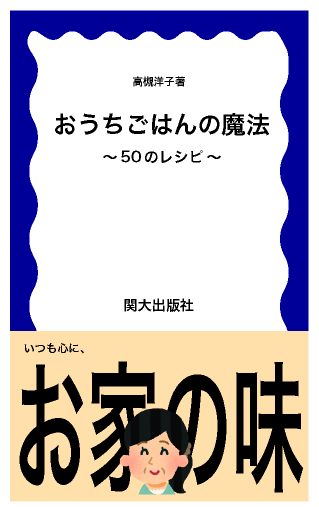 高槻洋子著
おうちごはんの魔法
～50のレシピ～
関大出版社
いつも心に、
お家の味